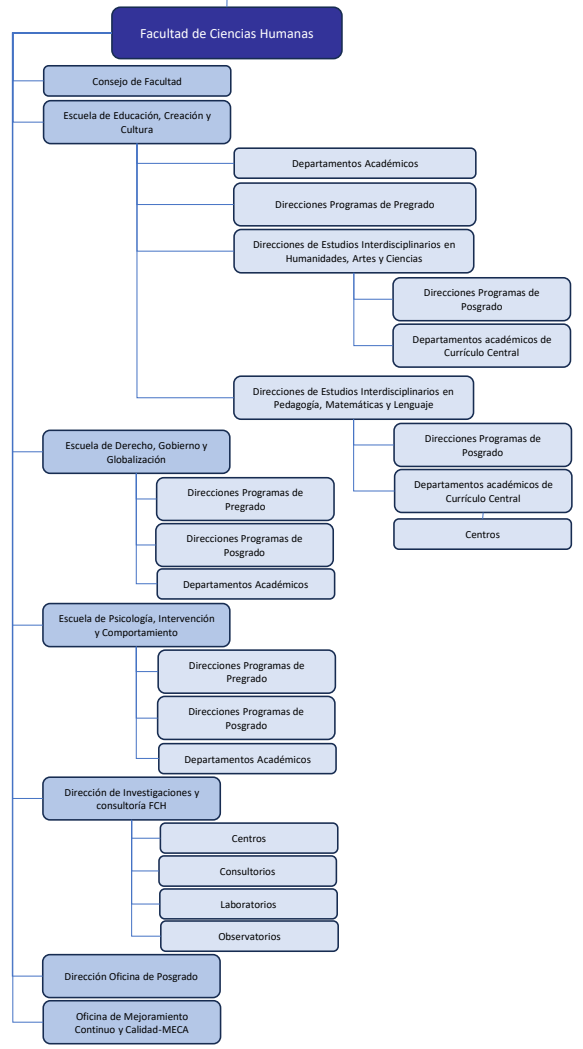 Facultad de Ciencias Humanas
Consejo de Facultad
Escuela de Educación, Creación y
Cultura
Departamentos Académicos
Direcciones Programas de Pregrado
Direcciones de Estudios Interdisciplinarios en
Humanidades, Artes y Ciencias
Direcciones Programas de
Posgrado
Departamentos académicos de
Currículo Central
Direcciones de Estudios Interdisciplinarios en
Pedagogía, Matemáticas y Lenguaje
Direcciones Programas de
Posgrado
Departamentos académicos de
Currículo Central
Centros
Escuela de Derecho, Gobierno y
Globalización
Direcciones Programas de
Pregrado
Direcciones Programas de
Posgrado
Departamentos Académicos
Escuela de Psicología, Intervención
y Comportamiento
Direcciones Programas de
Pregrado
Direcciones Programas de
Posgrado
Departamentos Académicos
Dirección de Investigaciones y
consultoría FCH
Centros
Consultorios
Laboratorios
Observatorios
Dirección Oficina de Posgrado
Oficina de Mejoramiento
Continuo y Calidad-MECA